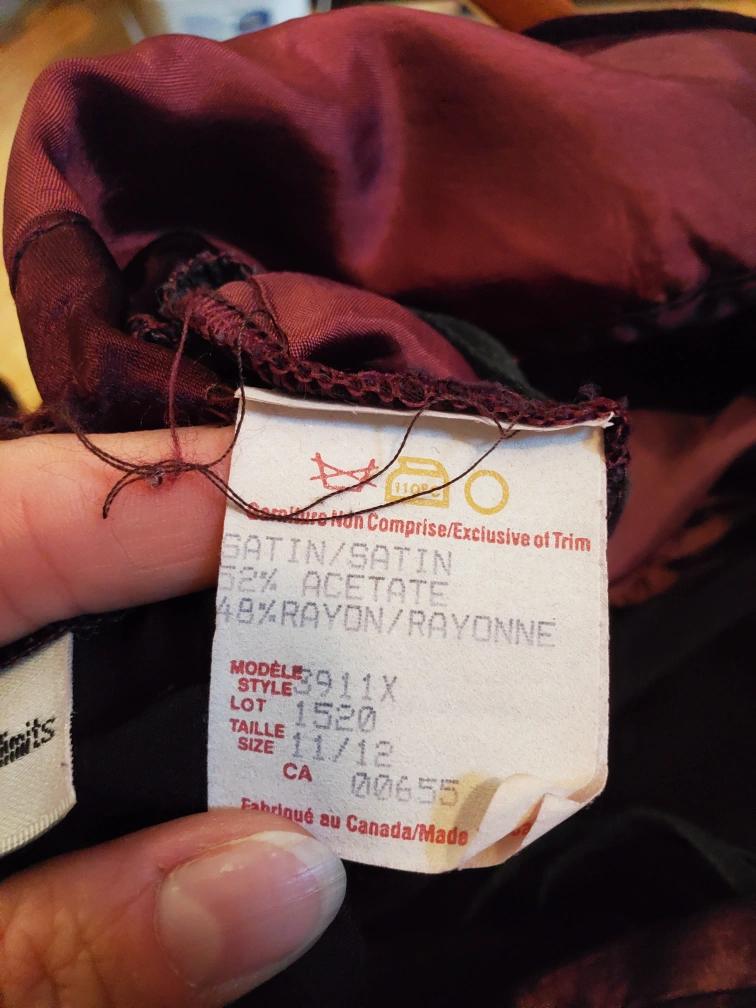 110°C
Garniture Non Comprise/Exclusive of Trim
SATIN/SATIN
52% ACETATE
48%RAYON/RAYONNE
MODÈLE
STYLE 3911X
LOT 1520
TAILLE
SIZE 11/12
CA 00655
Fabriqué au Canada/Made
imits